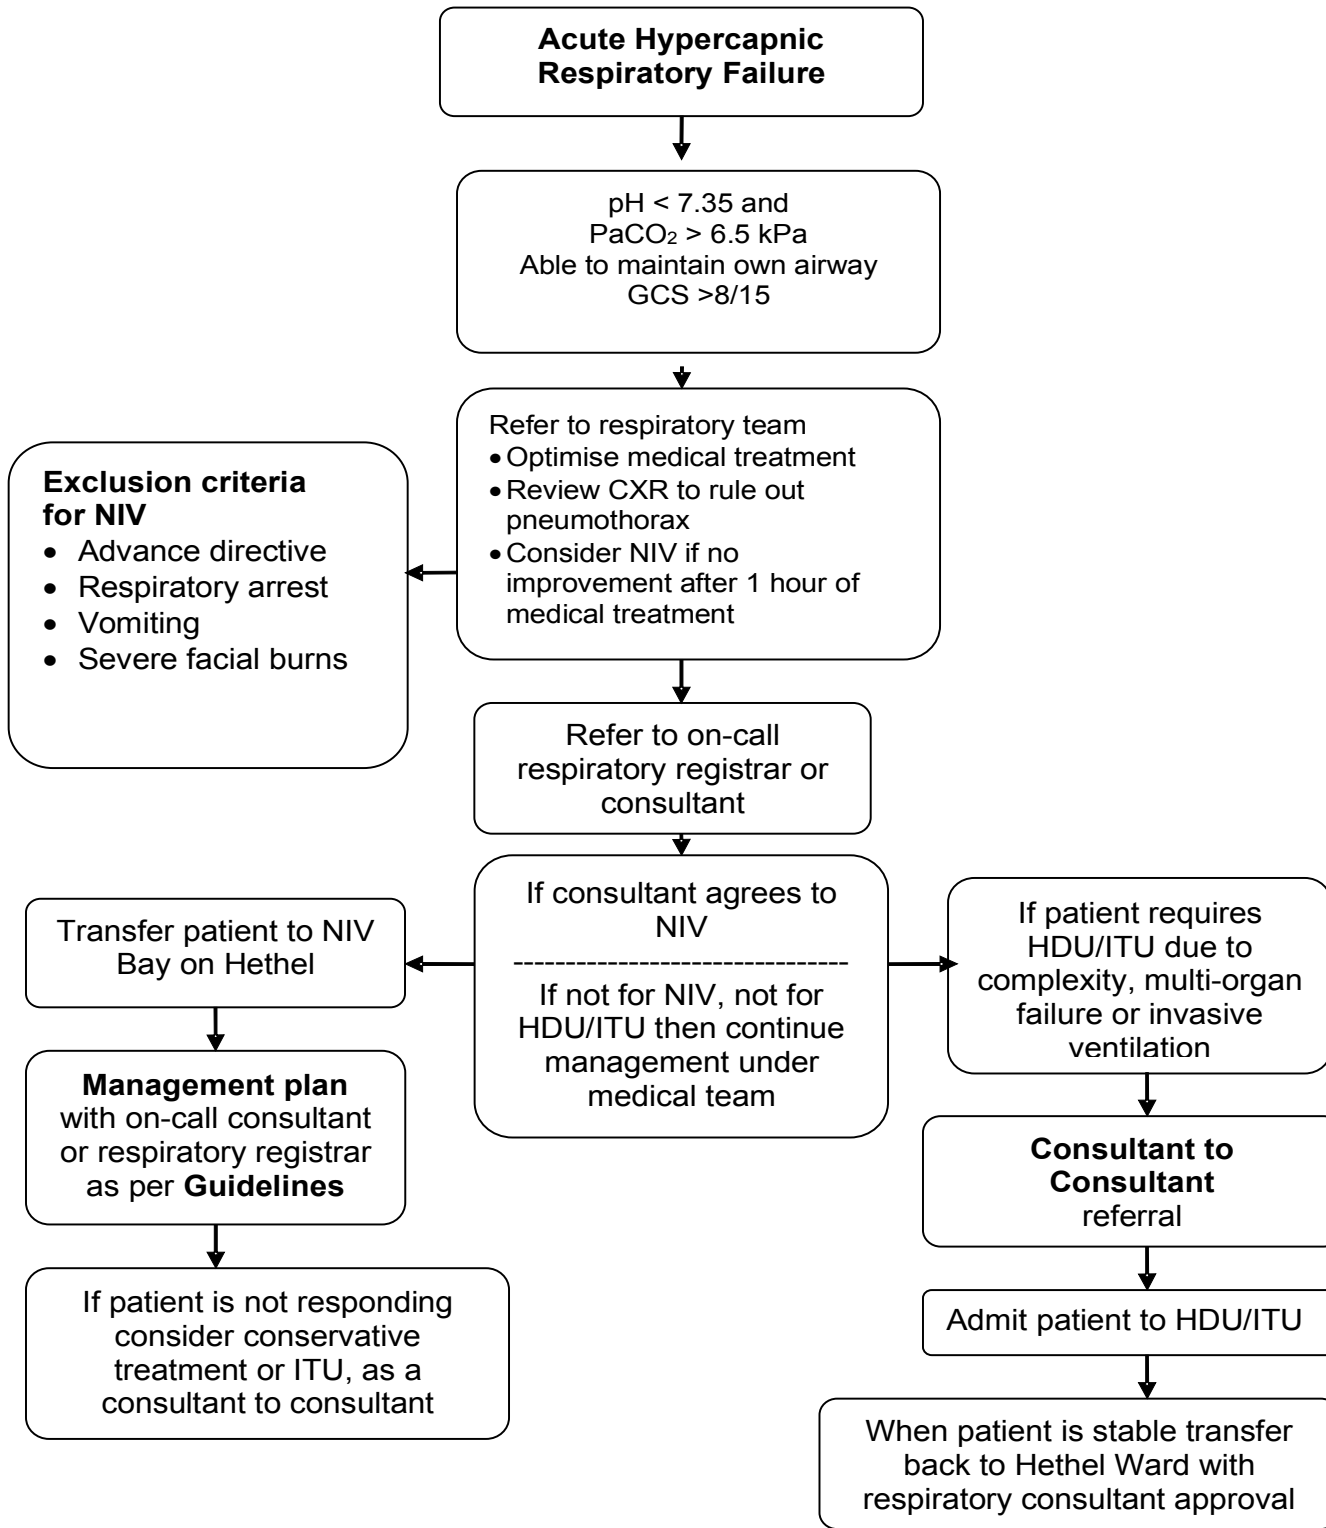 Acute Hypercapnic
Respiratory Failure
pH < 7.35 and
PaCO₂ > 6.5 kPa
Able to maintain own airway
GCS >8/15
Refer to respiratory team
• Optimise medical treatment
• Review CXR to rule out
pneumothorax
• Consider NIV if no
improvement after 1 hour of
medical treatment
Exclusion criteria
for NIV
• Advance directive
• Respiratory arrest
• Vomiting
• Severe facial burns
Refer to on-call
respiratory registrar or
consultant
If consultant agrees to
NIV
----------------------------------
If not for NIV, not for
HDU/ITU then continue
management under
medical team
Transfer patient to NIV
Bay on Hethel
Management plan
with on-call consultant
or respiratory registrar
as per Guidelines
If patient is not responding
consider conservative
treatment or ITU, as a
consultant to consultant
If patient requires
HDU/ITU due to
complexity, multi-organ
failure or invasive
ventilation
Consultant to
Consultant
referral
Admit patient to HDU/ITU
When patient is stable transfer
back to Hethel Ward with
respiratory consultant approval